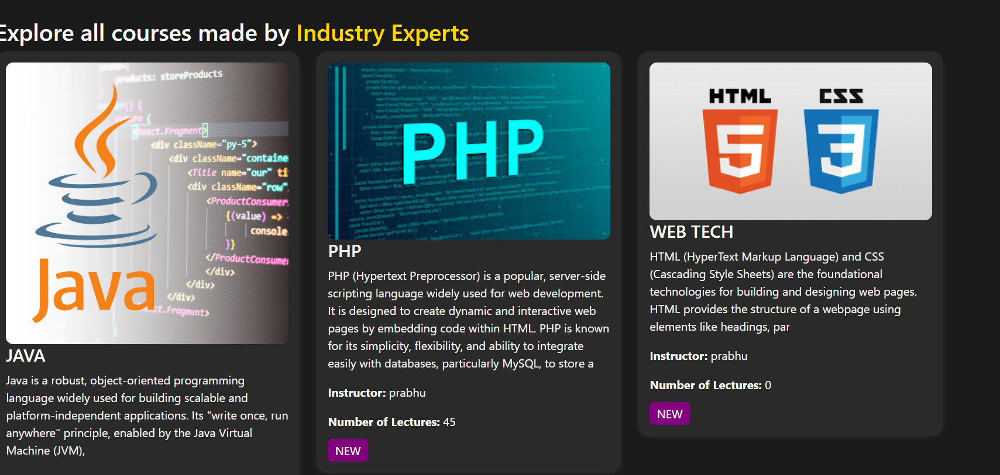 Explore all courses made by Industry Experts
products: storeProducts
return (
React.Fragment>
<div className="py-5">
<div className="containe
<Title name="our" ti
<div className="row"
<ProductConsumer
{(value) =>
console
}}
</ProductConsume
</div>
</div>
</div>
ct.Fragment>
Java
JAVA
Java is a robust, object-oriented programming
language widely used for building scalable and
platform-independent applications. Its "write once, run
anywhere" principle, enabled by the Java Virtual
Machine (JVM),
PHP
PHP
PHP (Hypertext Preprocessor) is a popular, server-side
scripting language widely used for web development.
It is designed to create dynamic and interactive web
pages by embedding code within HTML. PHP is known
for its simplicity, flexibility, and ability to integrate
easily with databases, particularly MySQL, to store a
Instructor: prabhu
Number of Lectures: 45
NEW
HTML CSS
5 3
WEB TECH
HTML (HyperText Markup Language) and CSS
(Cascading Style Sheets) are the foundational
technologies for building and designing web pages.
HTML provides the structure of a webpage using
elements like headings, par
Instructor: prabhu
Number of Lectures: 0
NEW